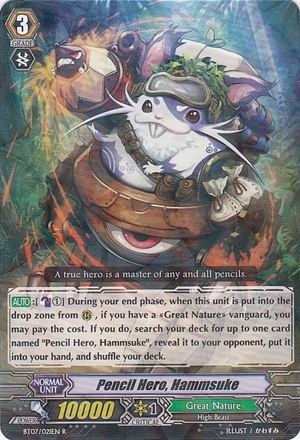 3
GRADE
A true hero is a master of any and all pencils.
AUTO :[ ①] During your end phase, when this unit is put into the
drop zone from , if you have a «Great Nature» vanguard, you
may pay the cost. If you do, search your deck for up to one card
named "Pencil Hero, Hammsuke", reveal it to your opponent, put it
into your hand, and shuffle your deck.
NORMAL
UNIT
Pencil Hero, Hammsuke
POWER
10000
1
CRITICAL
Great Nature
High Beast
BT07/021EN R
ILLUST / かわすみ